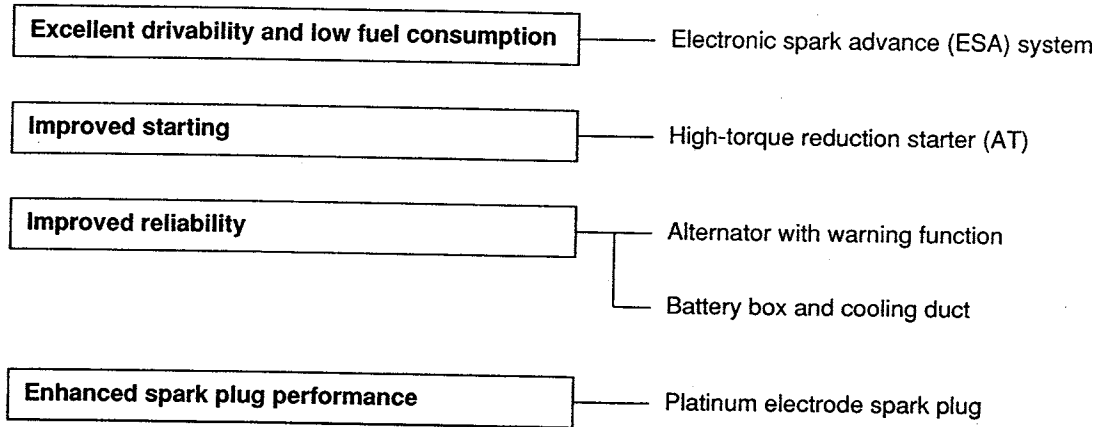 Excellent drivability and low fuel consumption
Electronic spark advance (ESA) system
Improved starting
High-torque reduction starter (AT)
Improved reliability
Alternator with warning function
Battery box and cooling duct
Enhanced spark plug performance
Platinum electrode spark plug